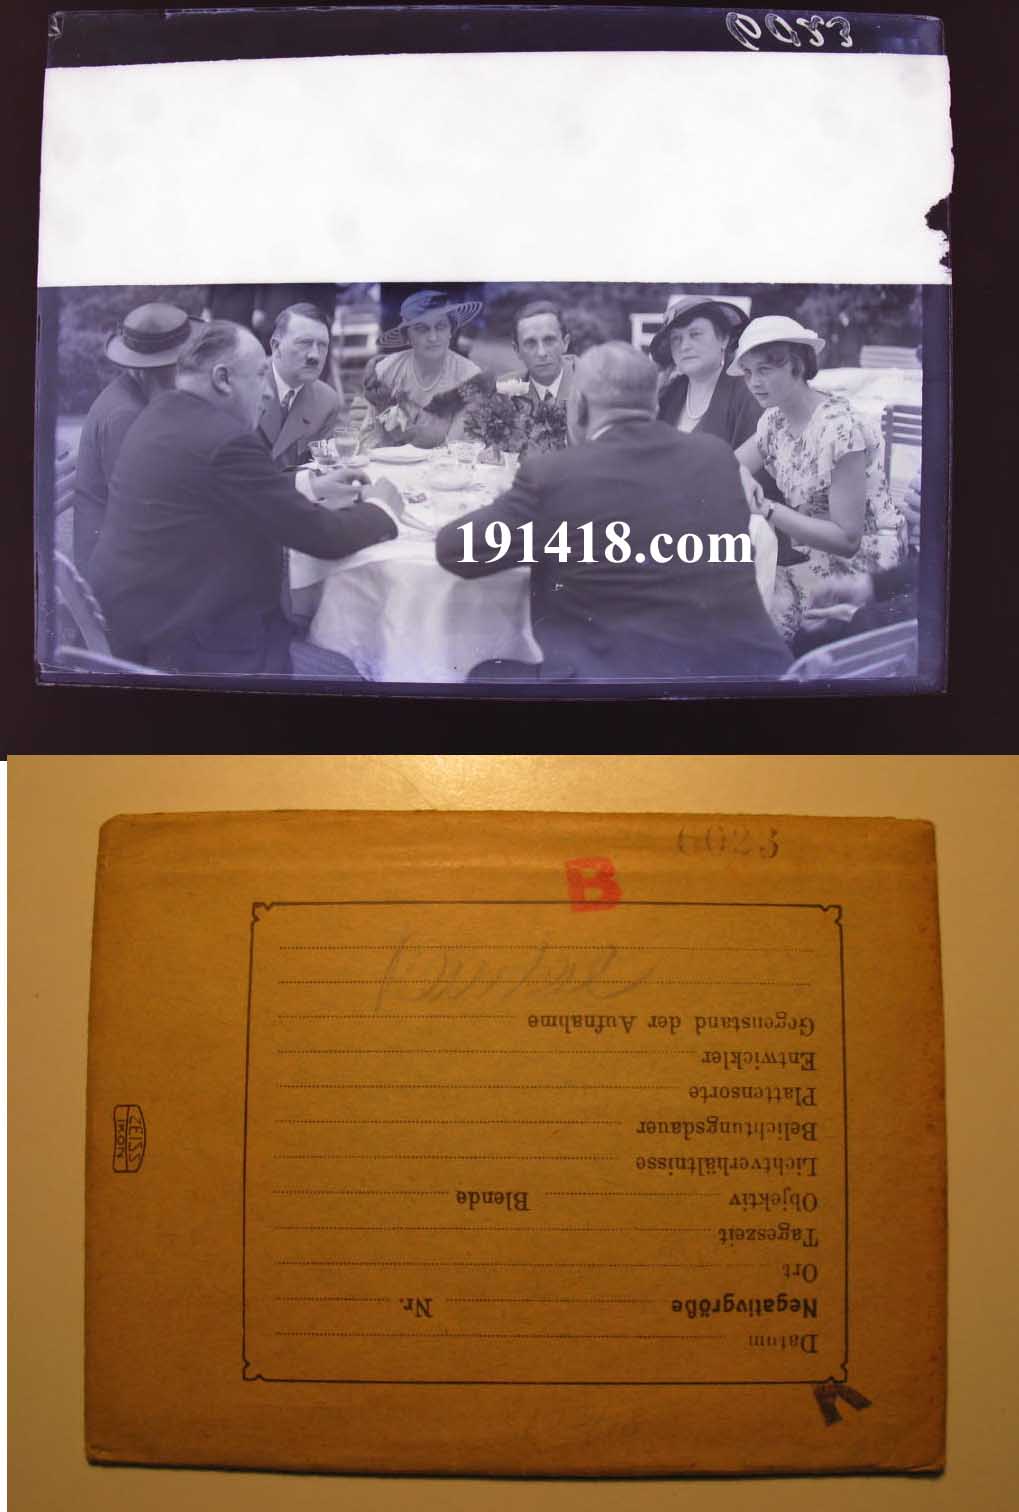 6023
191418.com
6023
B
Gegenstand der Aufnahme
Entwickler
Plattensorte
Belichtungsdauer
Lichtverhältnisse
Objektiv Blende
Tageszeit
Ort
Negativgröße Nr.
Datum
ZEISS
IKON